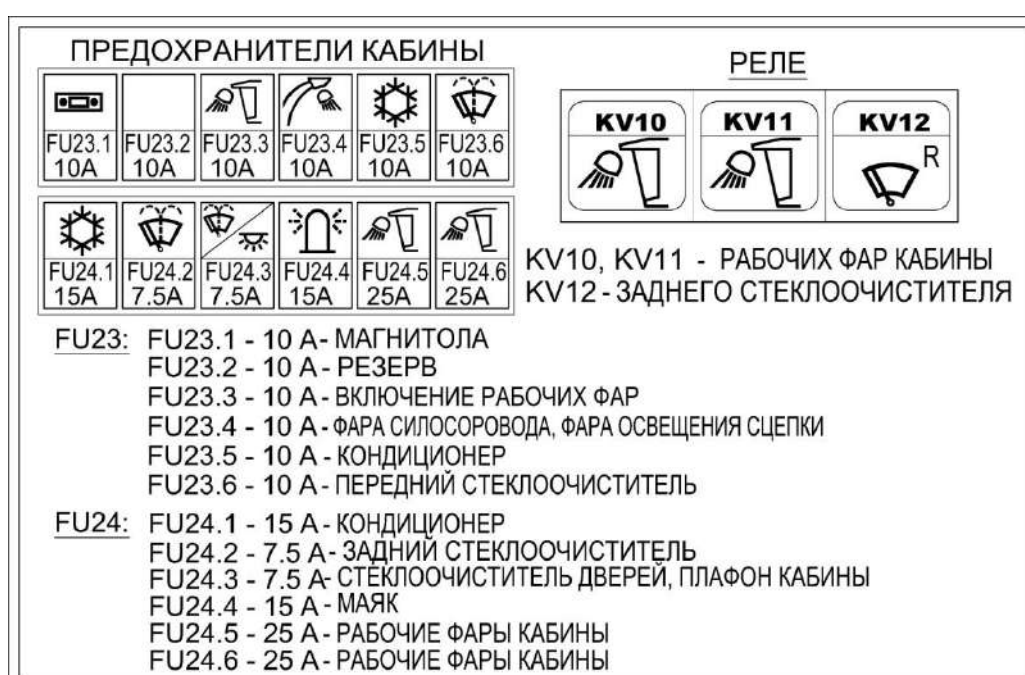 ПРЕДОХРАНИТЕЛИ КАБИНЫ
FU23.1 FU23.2 FU23.3 FU23.4 FU23.5 FU23.6
10A 10A 10A 10A 10A 10A
FU24.1 FU24.2 FU24.3 FU24.4 FU24.5 FU24.6
15A 7.5A 7.5A 15A 25A 25A
РЕЛЕ
KV10 KV11 KV12
R
KV10, KV11 - РАБОЧИХ ФАР КАБИНЫ
KV12 - ЗАДНЕГО СТЕКЛООЧИСТИТЕЛЯ
FU23: FU23.1 - 10 А - МАГНИТОЛА
FU23.2 - 10 А - РЕЗЕРВ
FU23.3 - 10 А - ВКЛЮЧЕНИЕ РАБОЧИХ ФАР
FU23.4 - 10 А - ФАРА СИЛОСОРОВОДА, ФАРА ОСВЕЩЕНИЯ СЦЕПКИ
FU23.5 - 10 А - КОНДИЦИОНЕР
FU23.6 - 10 А - ПЕРЕДНИЙ СТЕКЛООЧИСТИТЕЛЬ
FU24: FU24.1 - 15 А - КОНДИЦИОНЕР
FU24.2 - 7.5 А - ЗАДНИЙ СТЕКЛООЧИСТИТЕЛЬ
FU24.3 - 7.5 А - СТЕКЛООЧИСТИТЕЛЬ ДВЕРЕЙ, ПЛАФОН КАБИНЫ
FU24.4 - 15 А - МАЯК
FU24.5 - 25 А - РАБОЧИЕ ФАРЫ КАБИНЫ
FU24.6 - 25 А - РАБОЧИЕ ФАРЫ КАБИНЫ